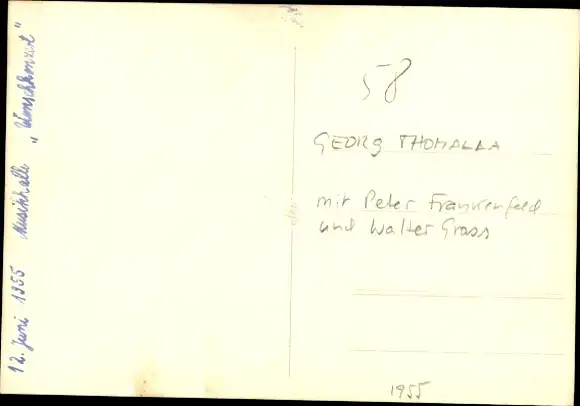 12. Juni 1955 Musikhalle „Wunschkonzert"
58
GEORG THOMALLA
mit Peter Frankenfeld
und Walter Gross
1955